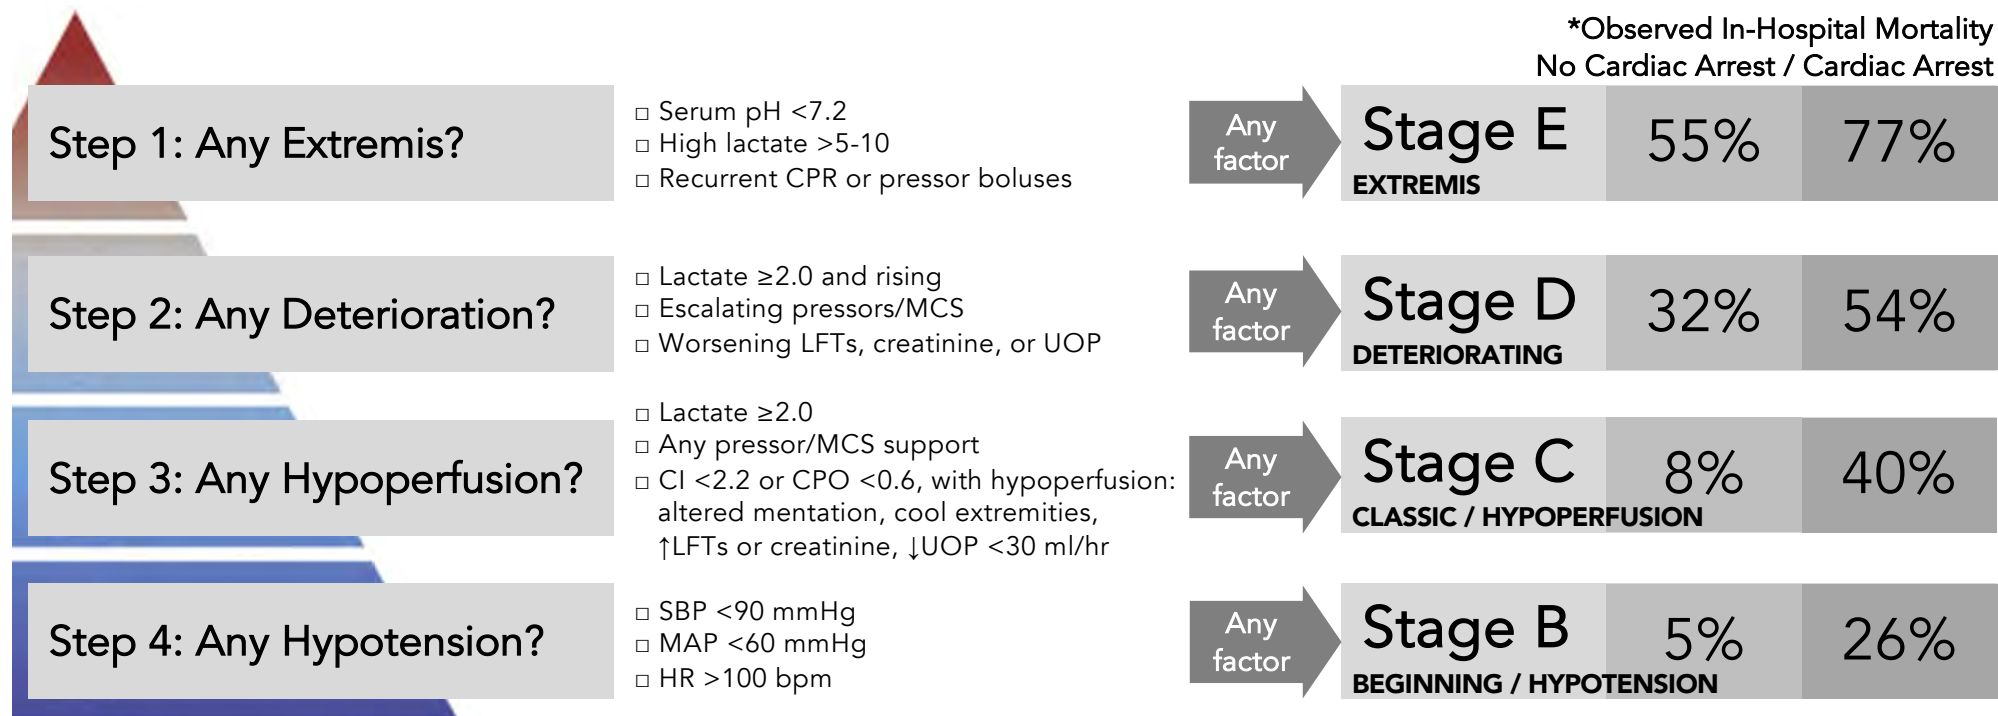 *Observed In-Hospital Mortality
No Cardiac Arrest / Cardiac Arrest
Step 1: Any Extremis?
□ Serum pH <7.2
□ High lactate >5-10
□ Recurrent CPR or pressor boluses
Any
factor
Stage E
EXTREMIS
55%
77%
Step 2: Any Deterioration?
□ Lactate ≥2.0 and rising
□ Escalating pressors/MCS
□ Worsening LFTs, creatinine, or UOP
Any
factor
Stage D
DETERIORATING
32%
54%
Step 3: Any Hypoperfusion?
□ Lactate ≥2.0
□ Any pressor/MCS support
□ CI <2.2 or CPO <0.6, with hypoperfusion:
altered mentation, cool extremities,
↑LFTs or creatinine, ↓UOP <30 ml/hr
Any
factor
Stage C
CLASSIC / HYPOPERFUSION
8%
40%
Step 4: Any Hypotension?
□ SBP <90 mmHg
□ MAP <60 mmHg
□ HR >100 bpm
Any
factor
Stage B
BEGINNING / HYPOTENSION
5%
26%